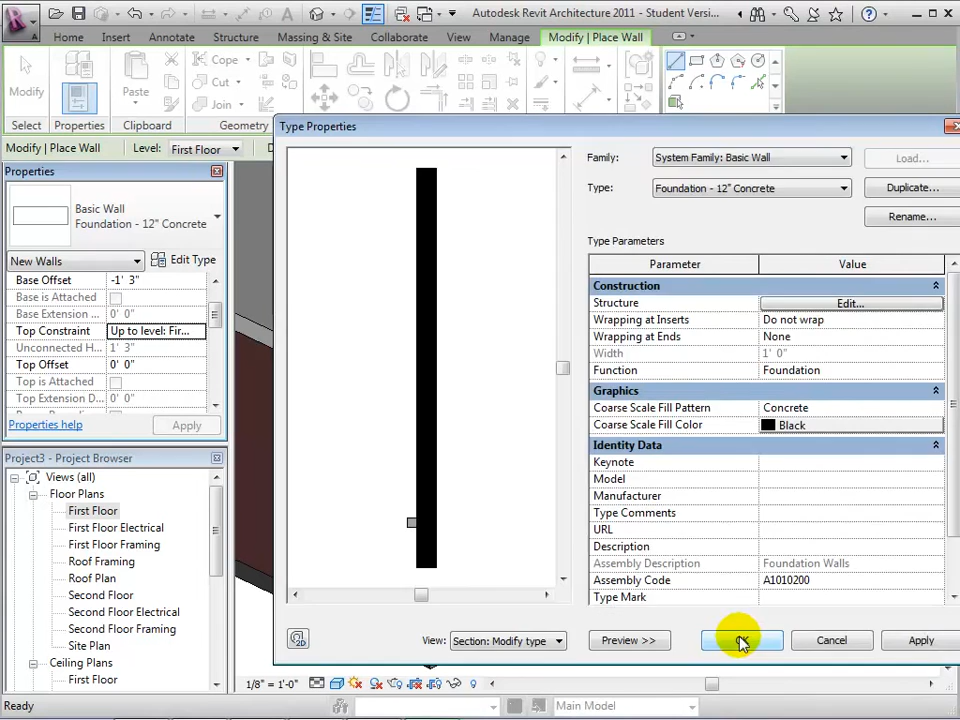 Autodesk Revit Architecture 2011 - Student Versi...
Home Insert Annotate Structure Massing & Site Collaborate View Manage Modify | Place Wall
Cope
Cut
Join
Modify
Paste
Select Properties Clipboard Geometry
Modify | Place Wall Level: First Floor
Properties
Basic Wall
Foundation - 12" Concrete
New Walls Edit Type
Base Offset -1' 3"
Base is Attached
Base Extension ... 0' 0"
Top Constraint Up to level: Fir...
Unconnected H... 1' 3"
Top Offset 0' 0"
Top is Attached
Top Extension D... 0' 0"
Properties help Apply
Project3 - Project Browser
Views (all)
Floor Plans
First Floor
First Floor Electrical
First Floor Framing
Roof Framing
Roof Plan
Second Floor
Second Floor Electrical
Second Floor Framing
Site Plan
Ceiling Plans
First Floor
Type Properties
Family: System Family: Basic Wall Load...
Type: Foundation - 12" Concrete Duplicate...
Rename...
Type Parameters
Parameter Value
Construction
Structure Edit...
Wrapping at Inserts Do not wrap
Wrapping at Ends None
Width 1' 0"
Function Foundation
Graphics
Coarse Scale Fill Pattern Concrete
Coarse Scale Fill Color Black
Identity Data
Keynote
Model
Manufacturer
Type Comments
URL
Description
Assembly Description Foundation Walls
Assembly Code A1010200
Type Mark
View: Section: Modify type Preview >> OK Cancel Apply
1/8" = 1'-0"
Ready Main Model